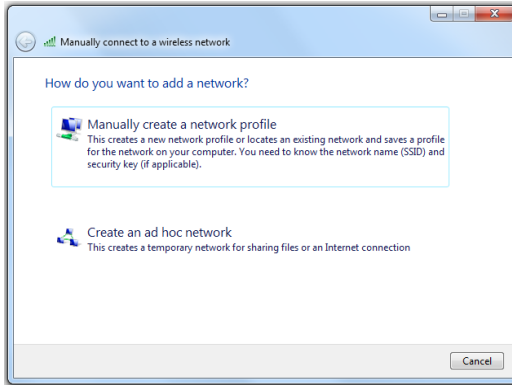 Manually connect to a wireless network
How do you want to add a network?
Manually create a network profile
This creates a new network profile or locates an existing network and saves a profile
for the network on your computer. You need to know the network name (SSID) and
security key (if applicable).
Create an ad hoc network
This creates a temporary network for sharing files or an Internet connection
Cancel